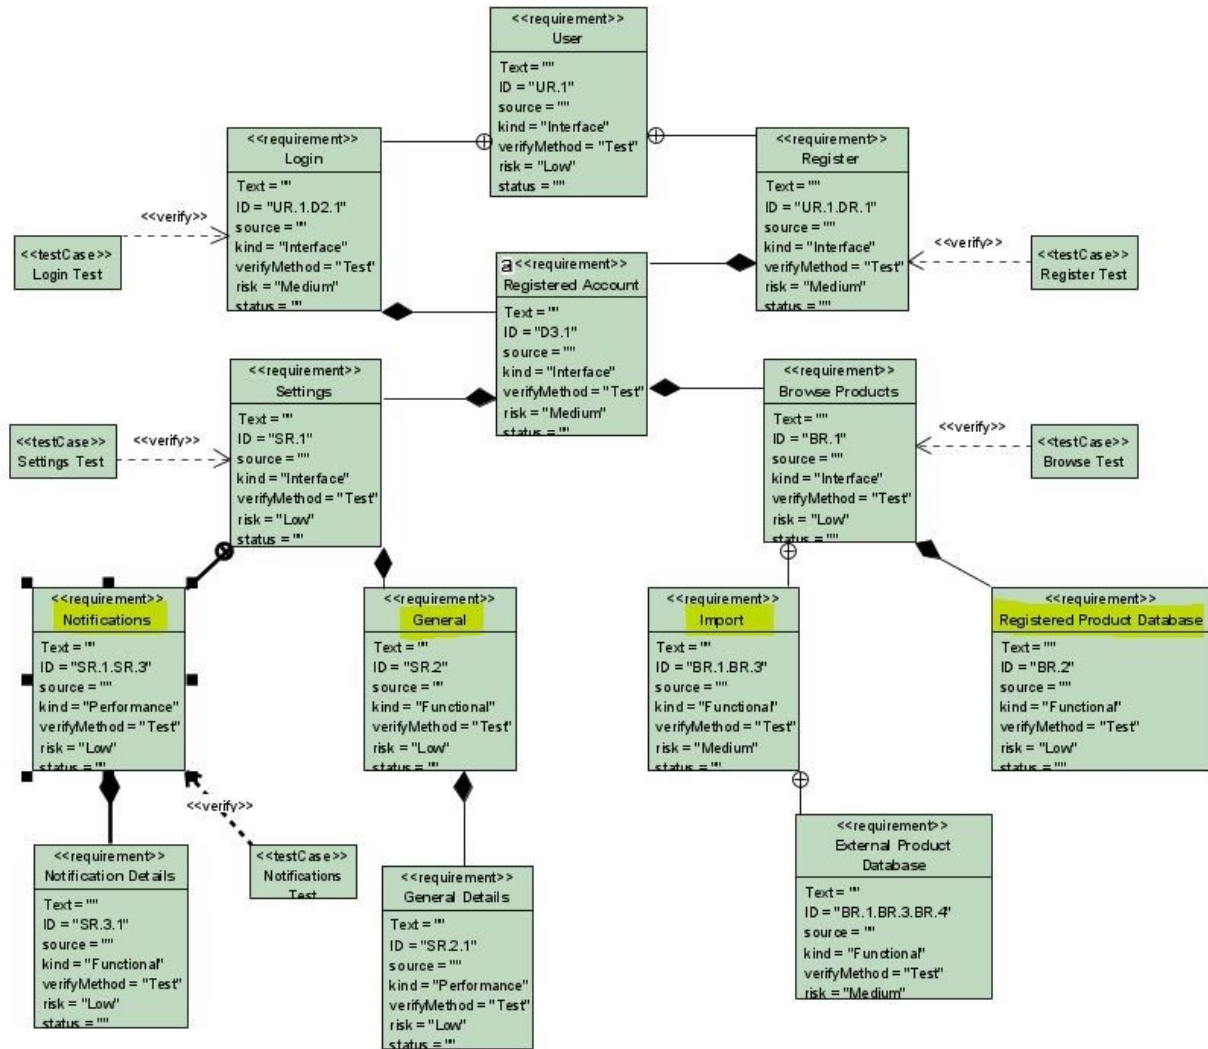 <<requirement>>
User
Text = ""
ID = "UR.1"
source = ""
kind = "Interface"
verifyMethod = "Test"
risk = "Low"
status = ""
<<requirement>>
Login
Text = ""
ID = "UR.1.D2.1"
source = ""
kind = "Interface"
verifyMethod = "Test"
risk = "Medium"
status = ""
<<requirement>>
Register
Text = ""
ID = "UR.1.DR.1"
source = ""
kind = "Interface"
verifyMethod = "Test"
risk = "Medium"
status = ""
<<verify>>
<<testCase>>
Login Test
<<verify>>
<<testCase>>
Register Test
a
<<requirement>>
Registered Account
Text = ""
ID = "D3.1"
source = ""
kind = "Interface"
verifyMethod = "Test"
risk = "Medium"
status = ""
<<requirement>>
Settings
Text = ""
ID = "SR.1"
source = ""
kind = "Interface"
verifyMethod = "Test"
risk = "Low"
status = ""
<<requirement>>
Browse Products
Text = ""
ID = "BR.1"
source = ""
kind = "Interface"
verifyMethod = "Test"
risk = "Low"
status = ""
<<verify>>
<<testCase>>
Settings Test
<<verify>>
<<testCase>>
Browse Test
<<requirement>>
Notifications
Text = ""
ID = "SR.1.SR.3"
source = ""
kind = "Performance"
verifyMethod = "Test"
risk = "Low"
status = ""
<<requirement>>
General
Text = ""
ID = "SR.2"
source = ""
kind = "Functional"
verifyMethod = "Test"
risk = "Low"
status = ""
<<requirement>>
Import
Text = ""
ID = "BR.1.BR.3"
source = ""
kind = "Functional"
verifyMethod = "Test"
risk = "Medium"
status = ""
<<requirement>>
Registered Product Database
Text = ""
ID = "BR.2"
source = ""
kind = "Functional"
verifyMethod = "Test"
risk = "Low"
status = ""
<<verify>>
<<requirement>>
Notification Details
Text = ""
ID = "SR.3.1"
source = ""
kind = "Functional"
verifyMethod = "Test"
risk = "Low"
status = ""
<<testCase>>
Notifications
Test
<<requirement>>
General Details
Text = ""
ID = "SR.2.1"
source = ""
kind = "Performance"
verifyMethod = "Test"
risk = "Low"
status = ""
<<requirement>>
External Product
Database
Text = ""
ID = "BR.1.BR.3.BR.4"
source = ""
kind = "Functional"
verifyMethod = "Test"
risk = "Medium"